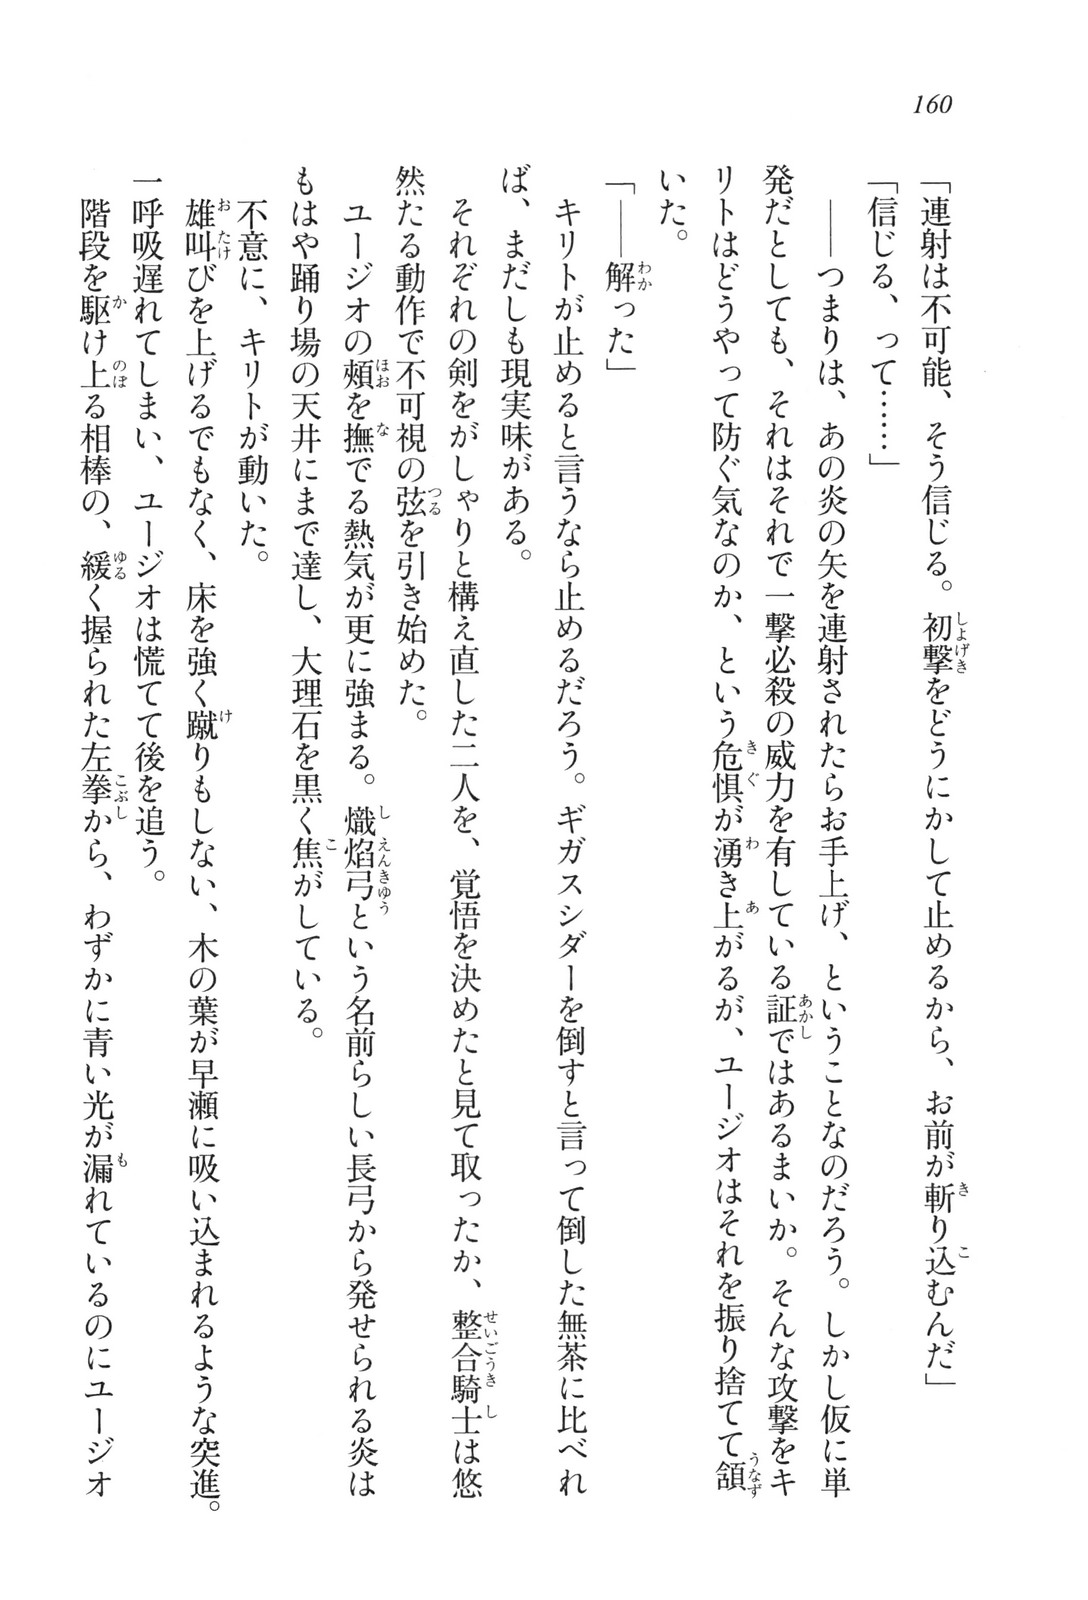 160
「連射は不可能、そう信じる。初撃をどうにかして止めるから、お前が斬り込むんだ」
「信じる、って……」
――つまりは、あの炎の矢を連射されたらお手上げ、ということなのだろう。しかし仮に単
発だとしても、それはそれで一撃必殺の威力を有している証ではあるまいか。そんな攻撃をキ
リトはどうやって防ぐ気なのか、という危惧が湧き上がるが、ユージオはそれを振り捨てて頷
いた。
「――解った」
キリトが止めると言うなら止めるだろう。ギガスシダーを倒すと言って倒した無茶に比べれ
ば、まだしも現実味がある。
それぞれの剣をがしゃりと構え直した二人を、覚悟を決めたと見て取ったか、整合騎士は悠
然たる動作で不可視の弦を引き始めた。
ユージオの頬を撫でる熱気が更に強まる。熾焰弓という名前らしい長弓から発せられる炎は
もはや踊り場の天井にまで達し、大理石を黒く焦がしている。
不意に、キリトが動いた。
雄叫びを上げるでもなく、床を強く蹴りもしない、木の葉が早瀬に吸い込まれるような突進。
一呼吸遅れてしまい、ユージオは慌てて後を追う。
階段を駆け上る相棒の、緩く握られた左拳から、わずかに青い光が漏れているのにユージオ